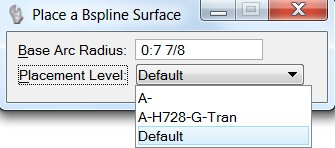 Place a Bspline Surface
Base Arc Radius: 0:7 7/8
Placement Level: Default
A-
A-H728-G-Tran
Default